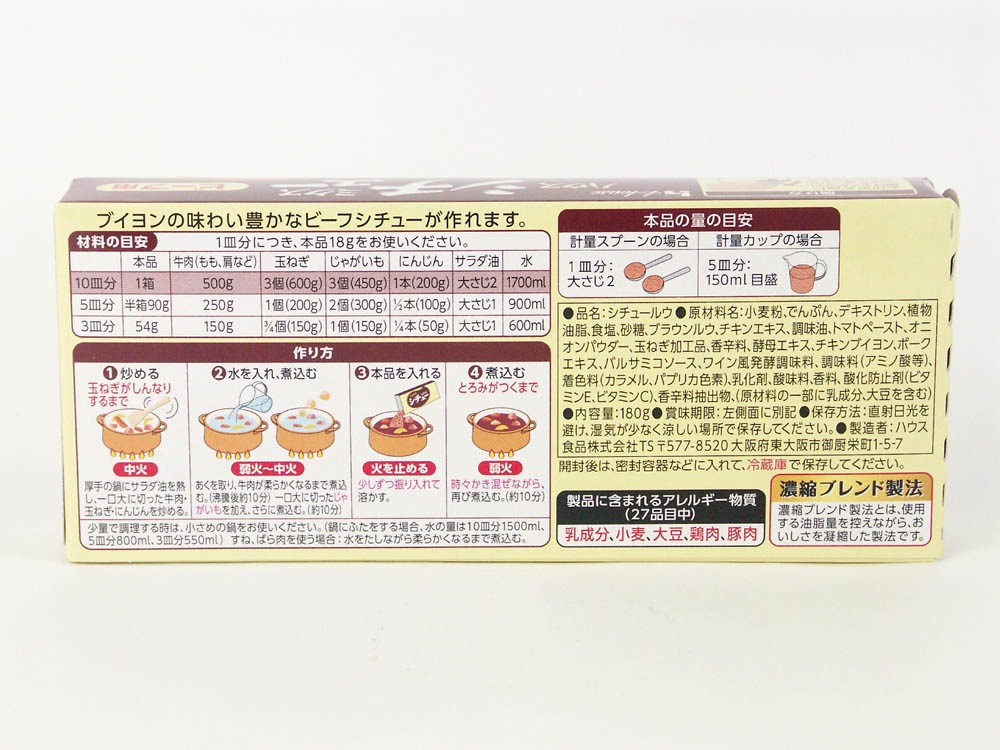 ビーフ用
シチュー
ミクス
ハウス
House
ブイヨンの味わい豊かなビーフシチューが作れます。
材料の目安 1皿分につき、本品18gをお使いください。
本品 牛肉(もも、肩など) 玉ねぎ じゃがいも にんじん サラダ油 水
10皿分 1箱 500g 3個(600g) 3個(450g) 1本(200g) 大さじ2 1700ml
5皿分 半箱90g 250g 1個(200g) 2個(300g) ½本(100g) 大さじ1 900ml
3皿分 54g 150g ¾個(150g) 1個(150g) ¼本(50g) 大さじ1 600ml
作り方
1 炒める
玉ねぎがしんなり
するまで
中火
厚手の鍋にサラダ油を熱
し、一口大に切った牛肉・
玉ねぎ・にんじんを炒める。
2 水を入れ、煮込む
弱火〜中火
あくを取り、牛肉が柔らかくなるまで煮込
む。(沸騰後約10分) 一口大に切ったじゃ
がいもを加え、さらに煮込む。(約10分)
3 本品を入れる
シチュー
火を止める
少しずつ振り入れて
溶かす。
4 煮込む
とろみがつくまで
弱火
時々かき混ぜながら、
再び煮込む。(約10分)
少量で調理する時は、小さめの鍋をお使いください。(鍋にふたをする場合、水の量は10皿分1500ml、
5皿分800ml、3皿分550ml) すね、ばら肉を使う場合:水をたしながら柔らかくなるまで煮込む。
本品の量の目安
計量スプーンの場合 計量カップの場合
1皿分:
大さじ2
5皿分:
150ml目盛
●品名:シチュールウ●原材料名:小麦粉、でんぷん、デキストリン、植物
油脂、食塩、砂糖、ブラウンルウ、チキンエキス、調味油、トマトペースト、オニ
オンパウダー、玉ねぎ加工品、香辛料、酵母エキス、チキンブイヨン、ポーク
エキス、バルサミコソース、ワイン風発酵調味料、調味料(アミノ酸等)、
着色料(カラメル、パプリカ色素)、乳化剤、酸味料、香料、酸化防止剤(ビタ
ミンE、ビタミンC)、香辛料抽出物、(原材料の一部に乳成分、大豆を含む)
●内容量:180g●賞味期限:左側面に別記●保存方法:直射日光を
避け、湿気が少なく涼しい場所で保存してください。●製造者:ハウス
食品株式会社TS 〒577-8520 大阪府東大阪市御厨栄町1-5-7
開封後は、密封容器などに入れて、冷蔵庫で保存してください。
製品に含まれるアレルギー物質
(27品目中)
乳成分、小麦、大豆、鶏肉、豚肉
濃縮ブレンド製法
濃縮ブレンド製法とは、使用
する油脂量を控えながら、お
いしさを凝縮した製法です。